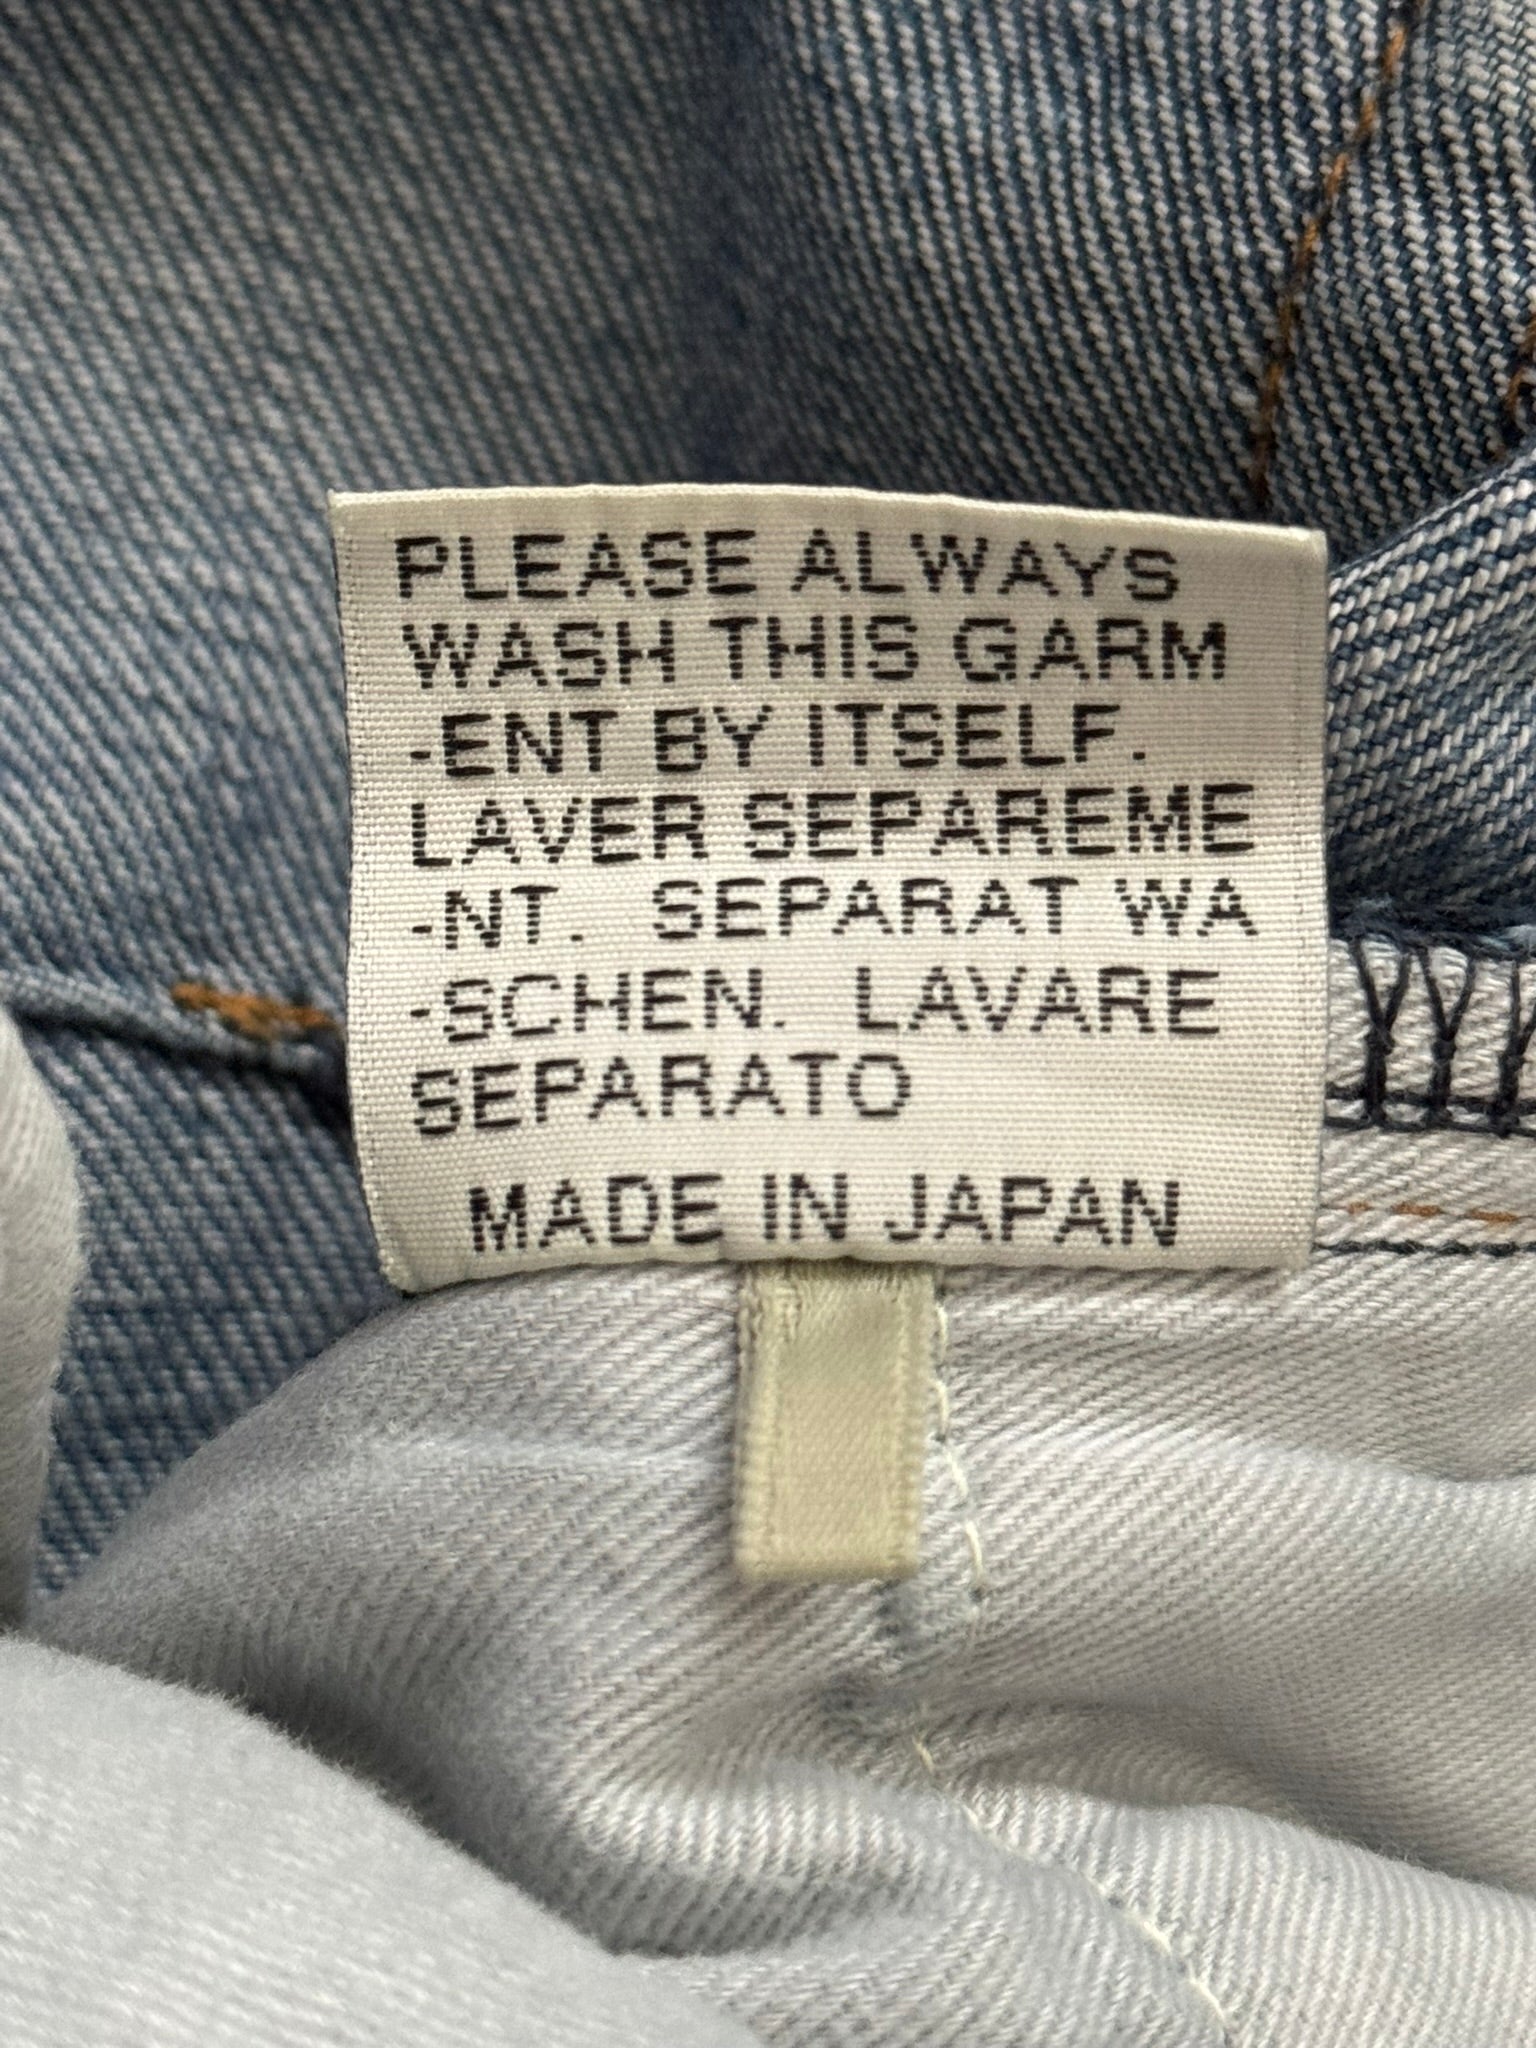 PLEASE ALWAYS
WASH THIS GARM
-ENT BY ITSELF.
LAVER SEPAREME
-NT. SEPARAT WA
-SCHEN. LAVARE
SEPARATO
MADE IN JAPAN